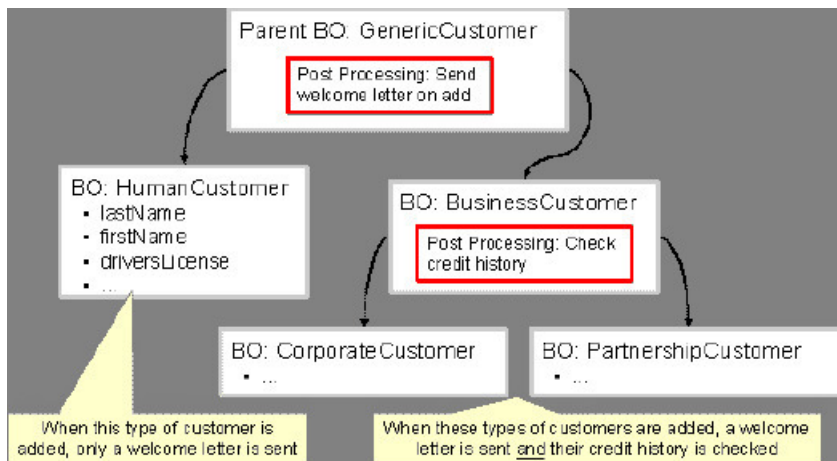 Parent BO: GenericCustomer
Post Processing: Send
welcome letter on add
BO: HumanCustomer
▪ lastName
▪ firstName
▪ driversLicense
▪ ...
BO: BusinessCustomer
Post Processing: Check
credit history
BO: CorporateCustomer
▪ ...
BO: PartnershipCustomer
▪ ...
When this type of customer is
added, only a welcome letter is sent
When these types of customers are added, a welcome
letter is sent and their credit history is checked